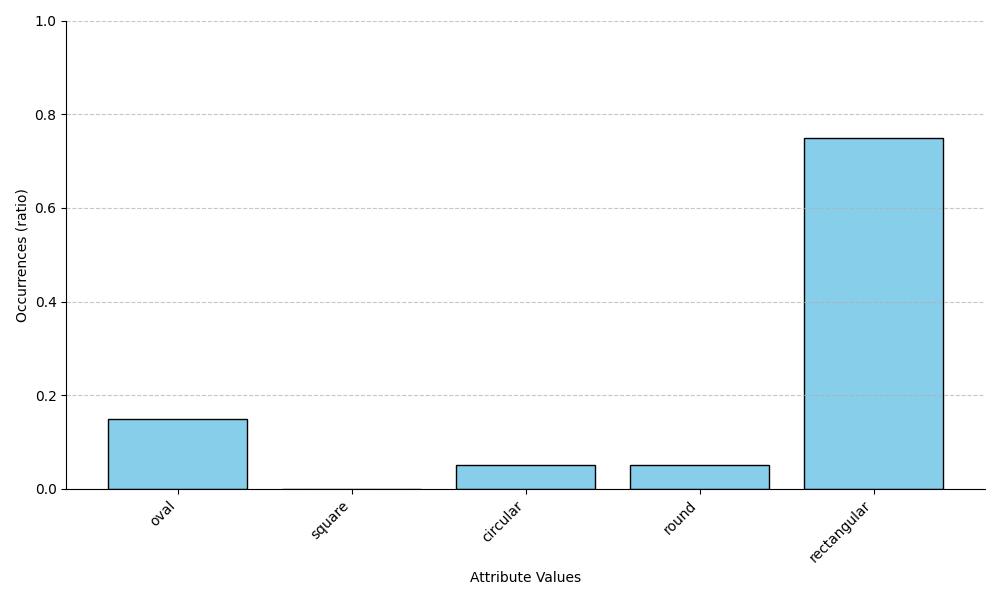 1.0
0.8
0.6
0.4
0.2
0.0
Occurrences (ratio)
oval
square
circular
round
rectangular
Attribute Values